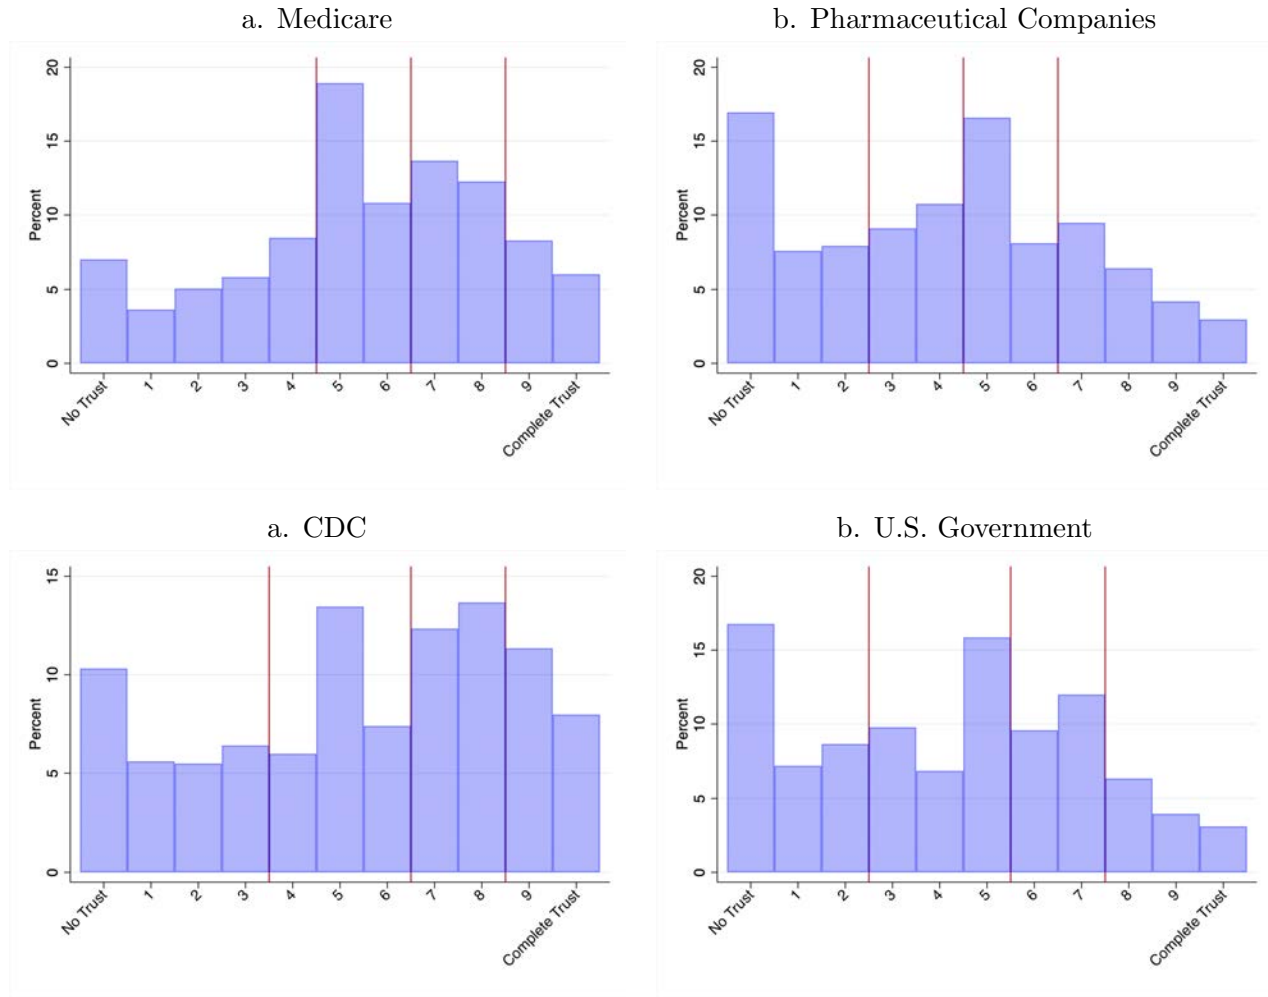 a. Medicare
Percent
20
15
10
5
0
No Trust 1 2 3 4 5 6 7 8 9 Complete Trust
b. Pharmaceutical Companies
Percent
20
15
10
5
0
No Trust 1 2 3 4 5 6 7 8 9 Complete Trust
a. CDC
Percent
15
10
5
0
No Trust 1 2 3 4 5 6 7 8 9 Complete Trust
b. U.S. Government
Percent
20
15
10
5
0
No Trust 1 2 3 4 5 6 7 8 9 Complete Trust